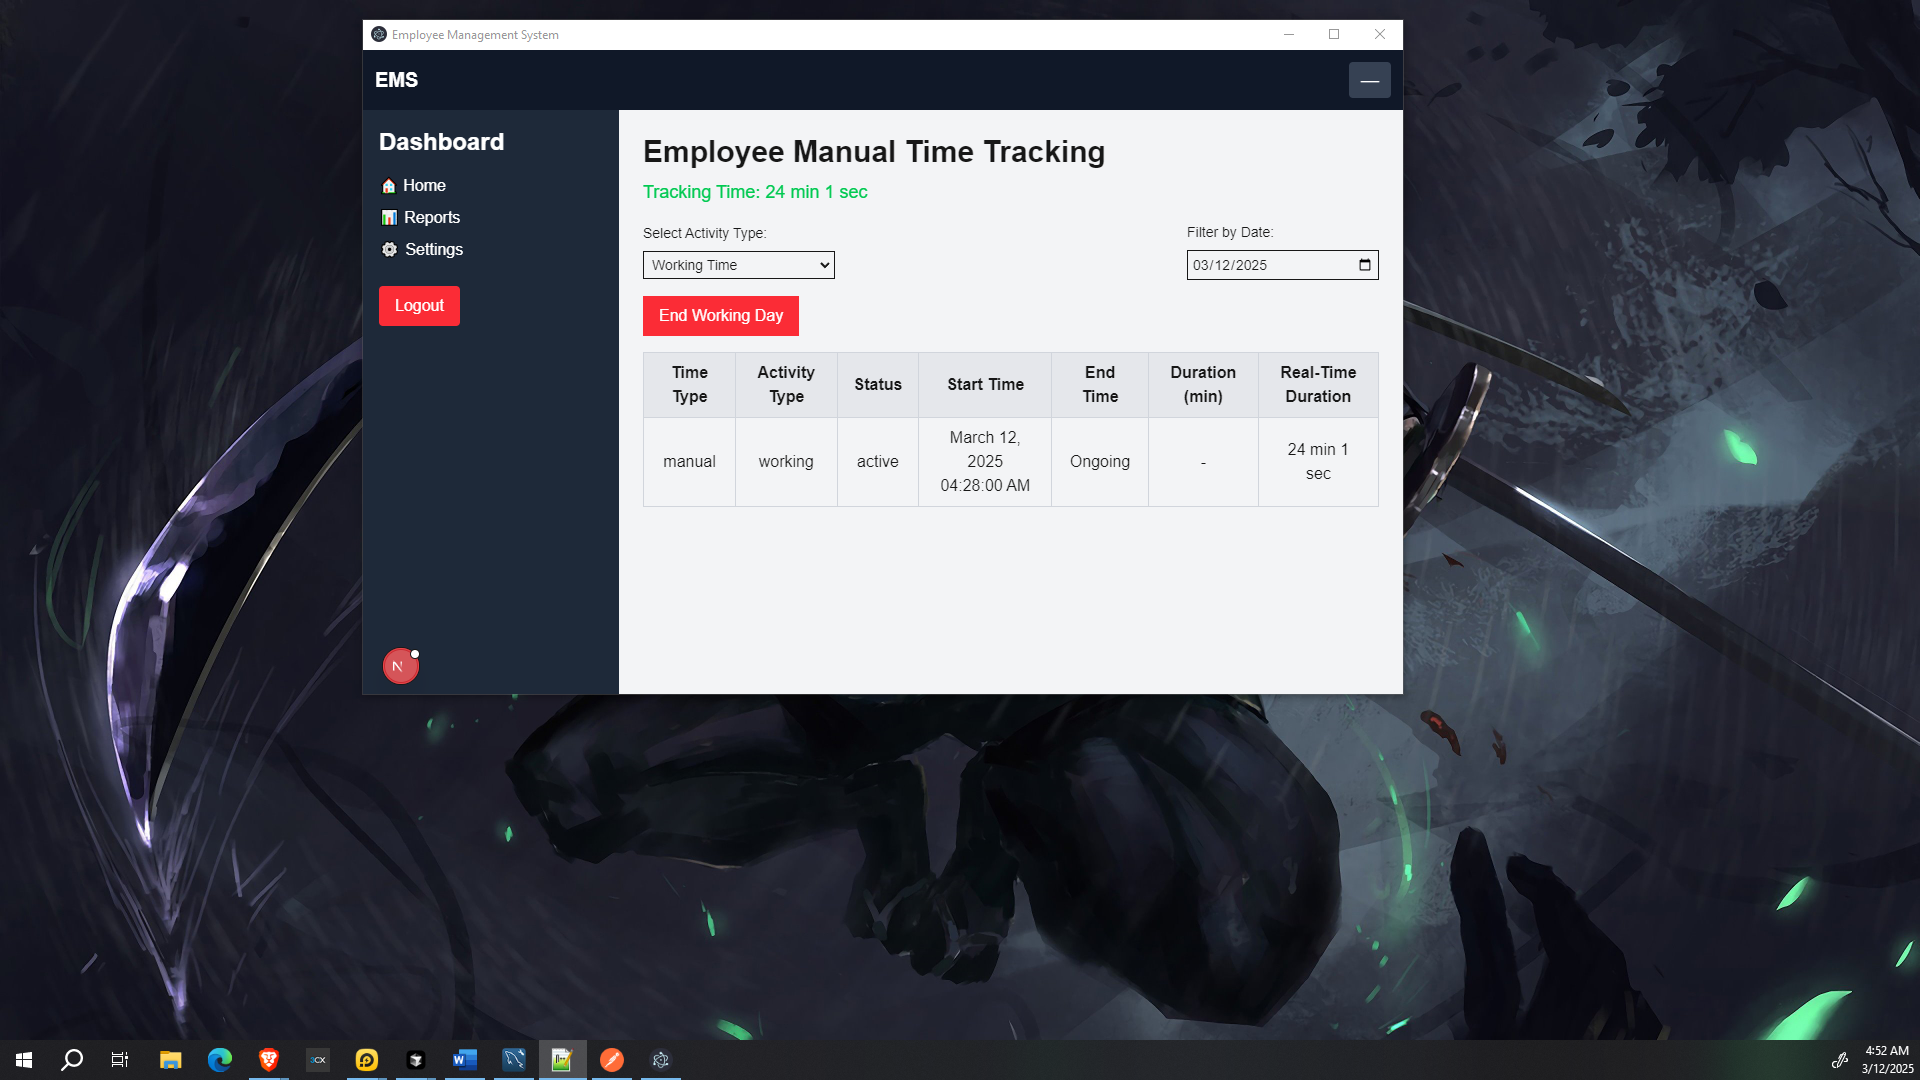 Employee Management System
EMS
—
Dashboard
Home
Reports
Settings
Logout
N
Employee Manual Time Tracking
Tracking Time: 24 min 1 sec
Select Activity Type:
Working Time
Filter by Date:
03/12/2025
End Working Day
Time
Type
Activity
Type
Status
Start Time
End
Time
Duration
(min)
Real-Time
Duration
manual
working
active
March 12,
2025
04:28:00 AM
Ongoing
-
24 min 1
sec
3CX
W
4:52 AM
3/12/2025